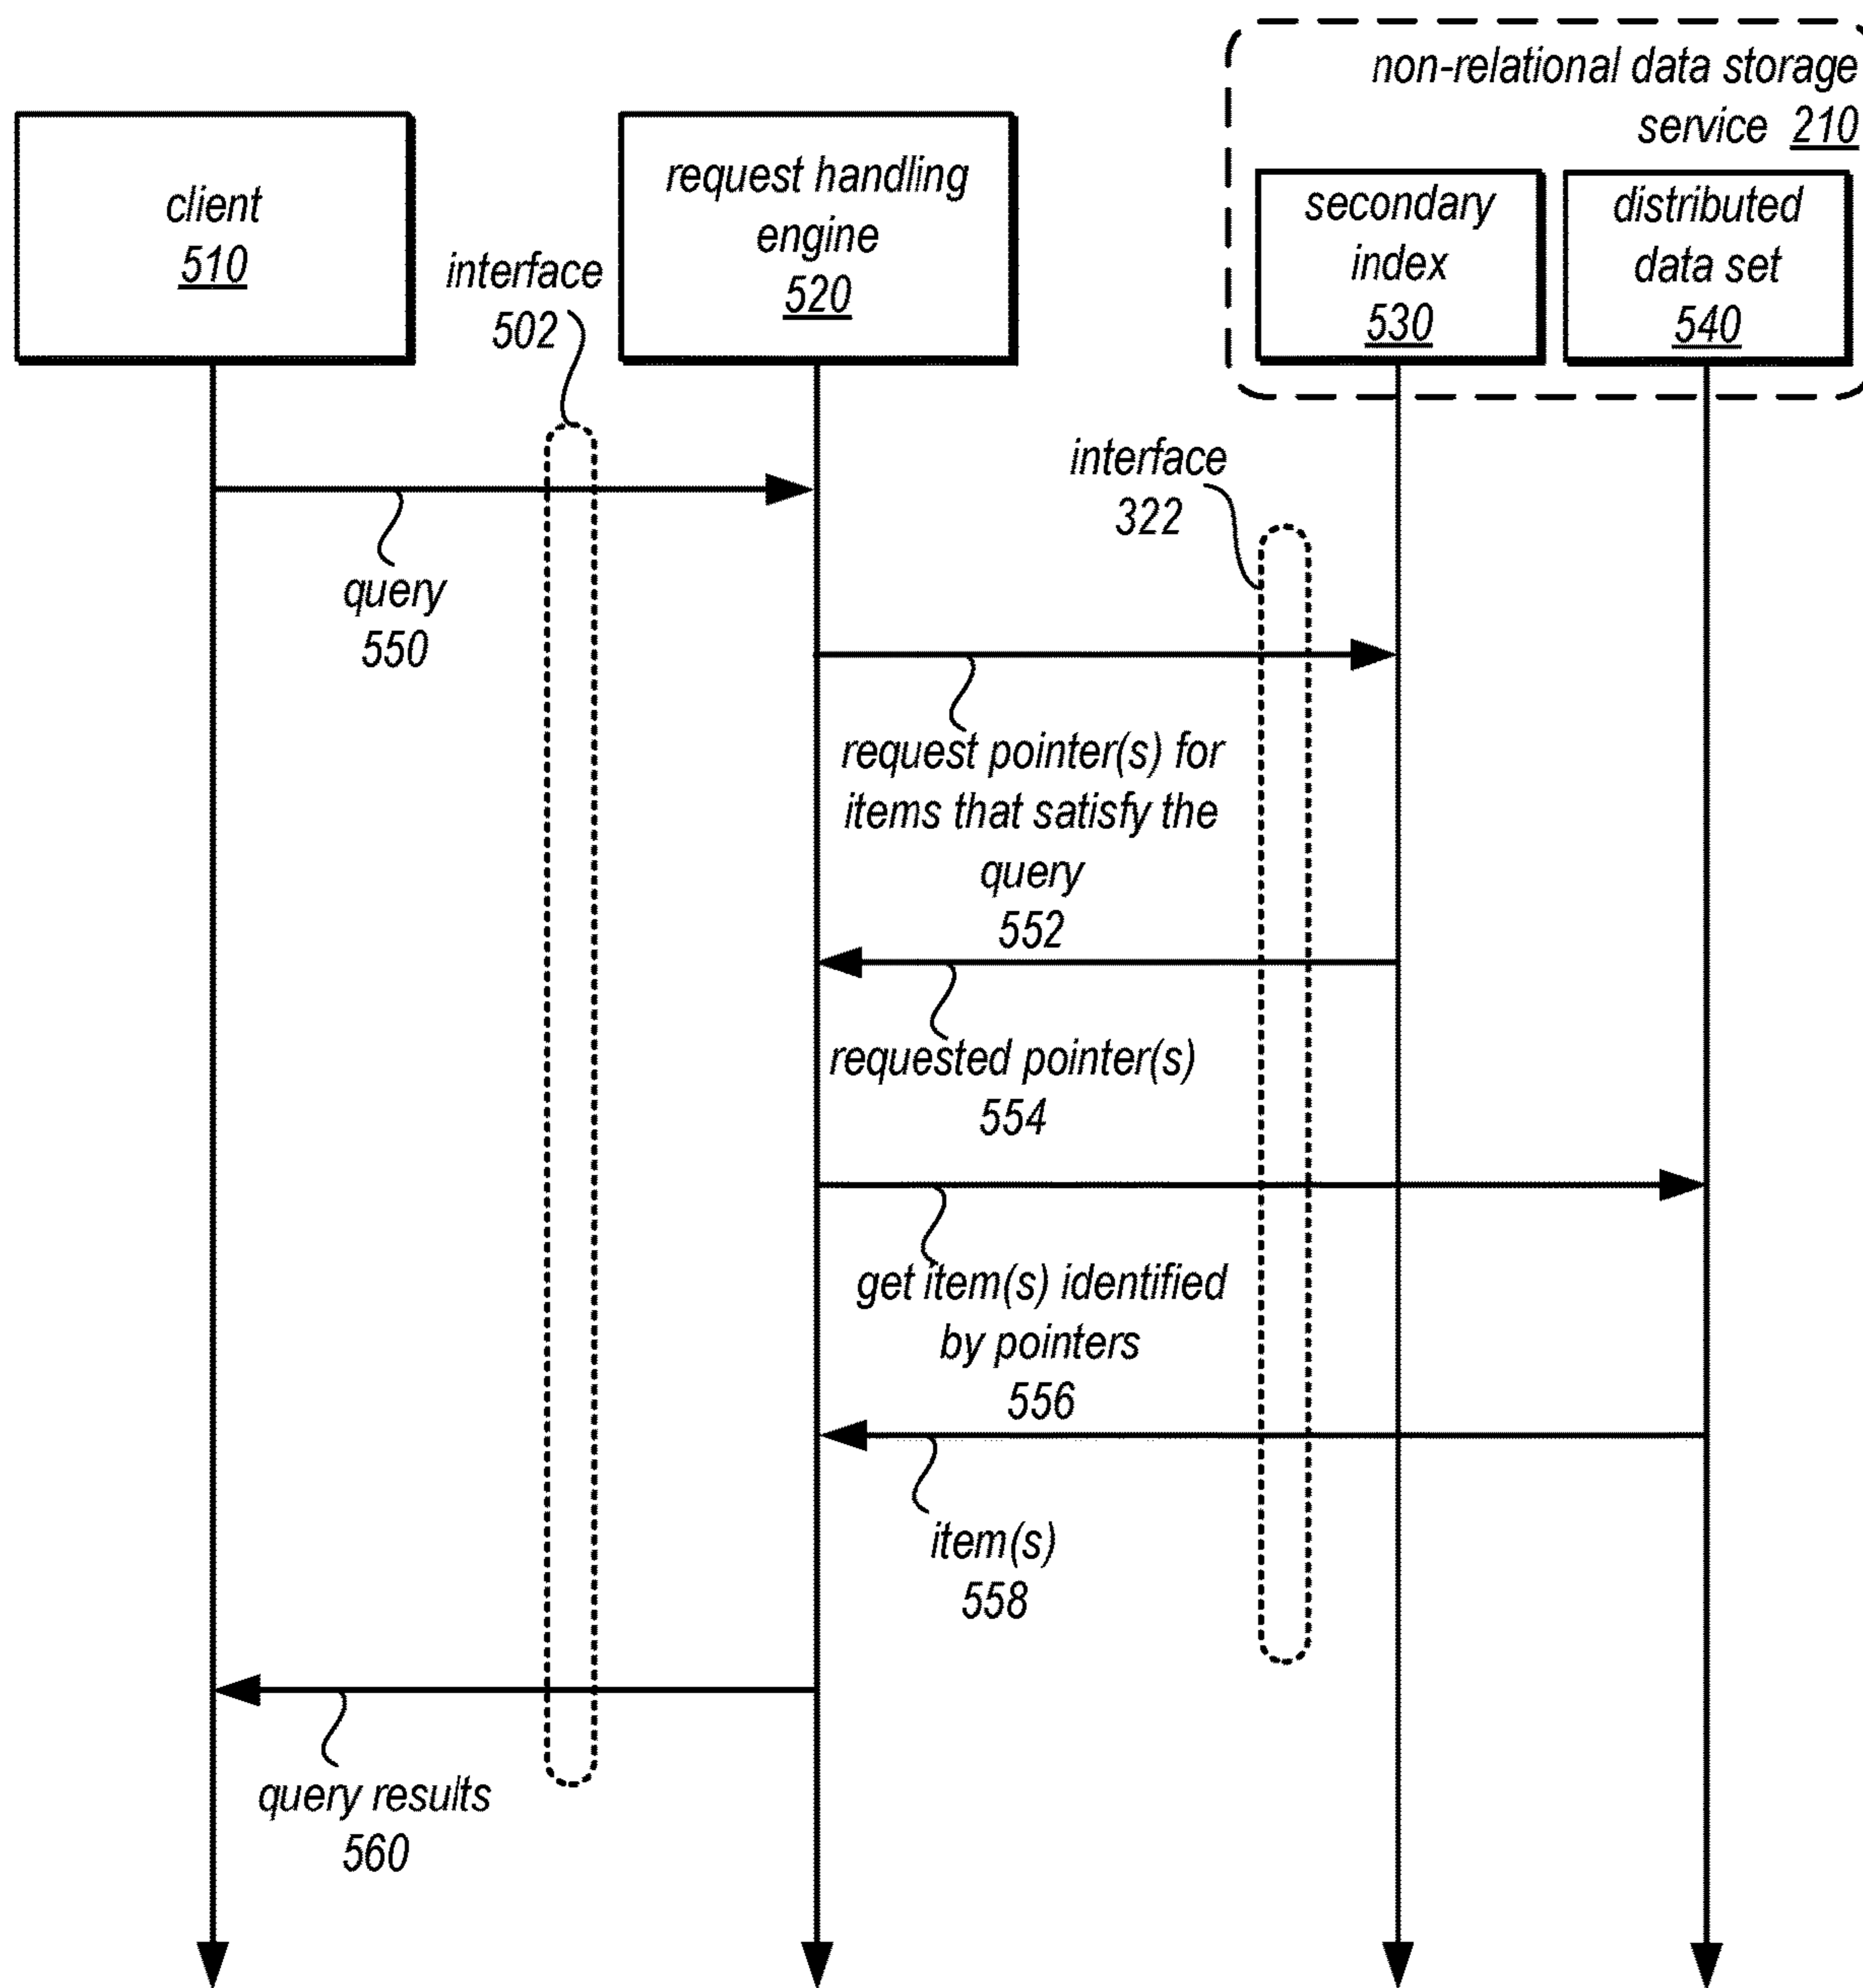 non-relational data storage
service 210
client
510
request handling
engine
520
secondary
index
530
distributed
data set
540
interface
502
interface
322
query
550
request pointer(s) for
items that satisfy the
query
552
requested pointer(s)
554
get item(s) identified
by pointers
556
item(s)
558
query results
560